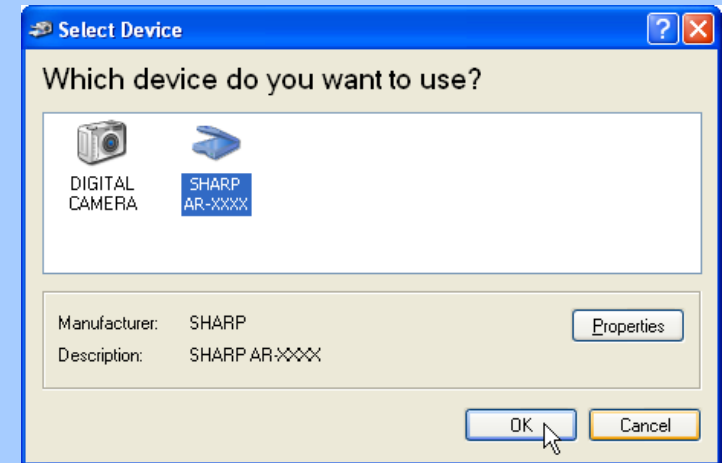 Select Device
?
Which device do you want to use?
DIGITAL
CAMERA
SHARP
AR-XXXX
Manufacturer: SHARP
Properties
Description: SHARP AR-XXXX
OK
Cancel